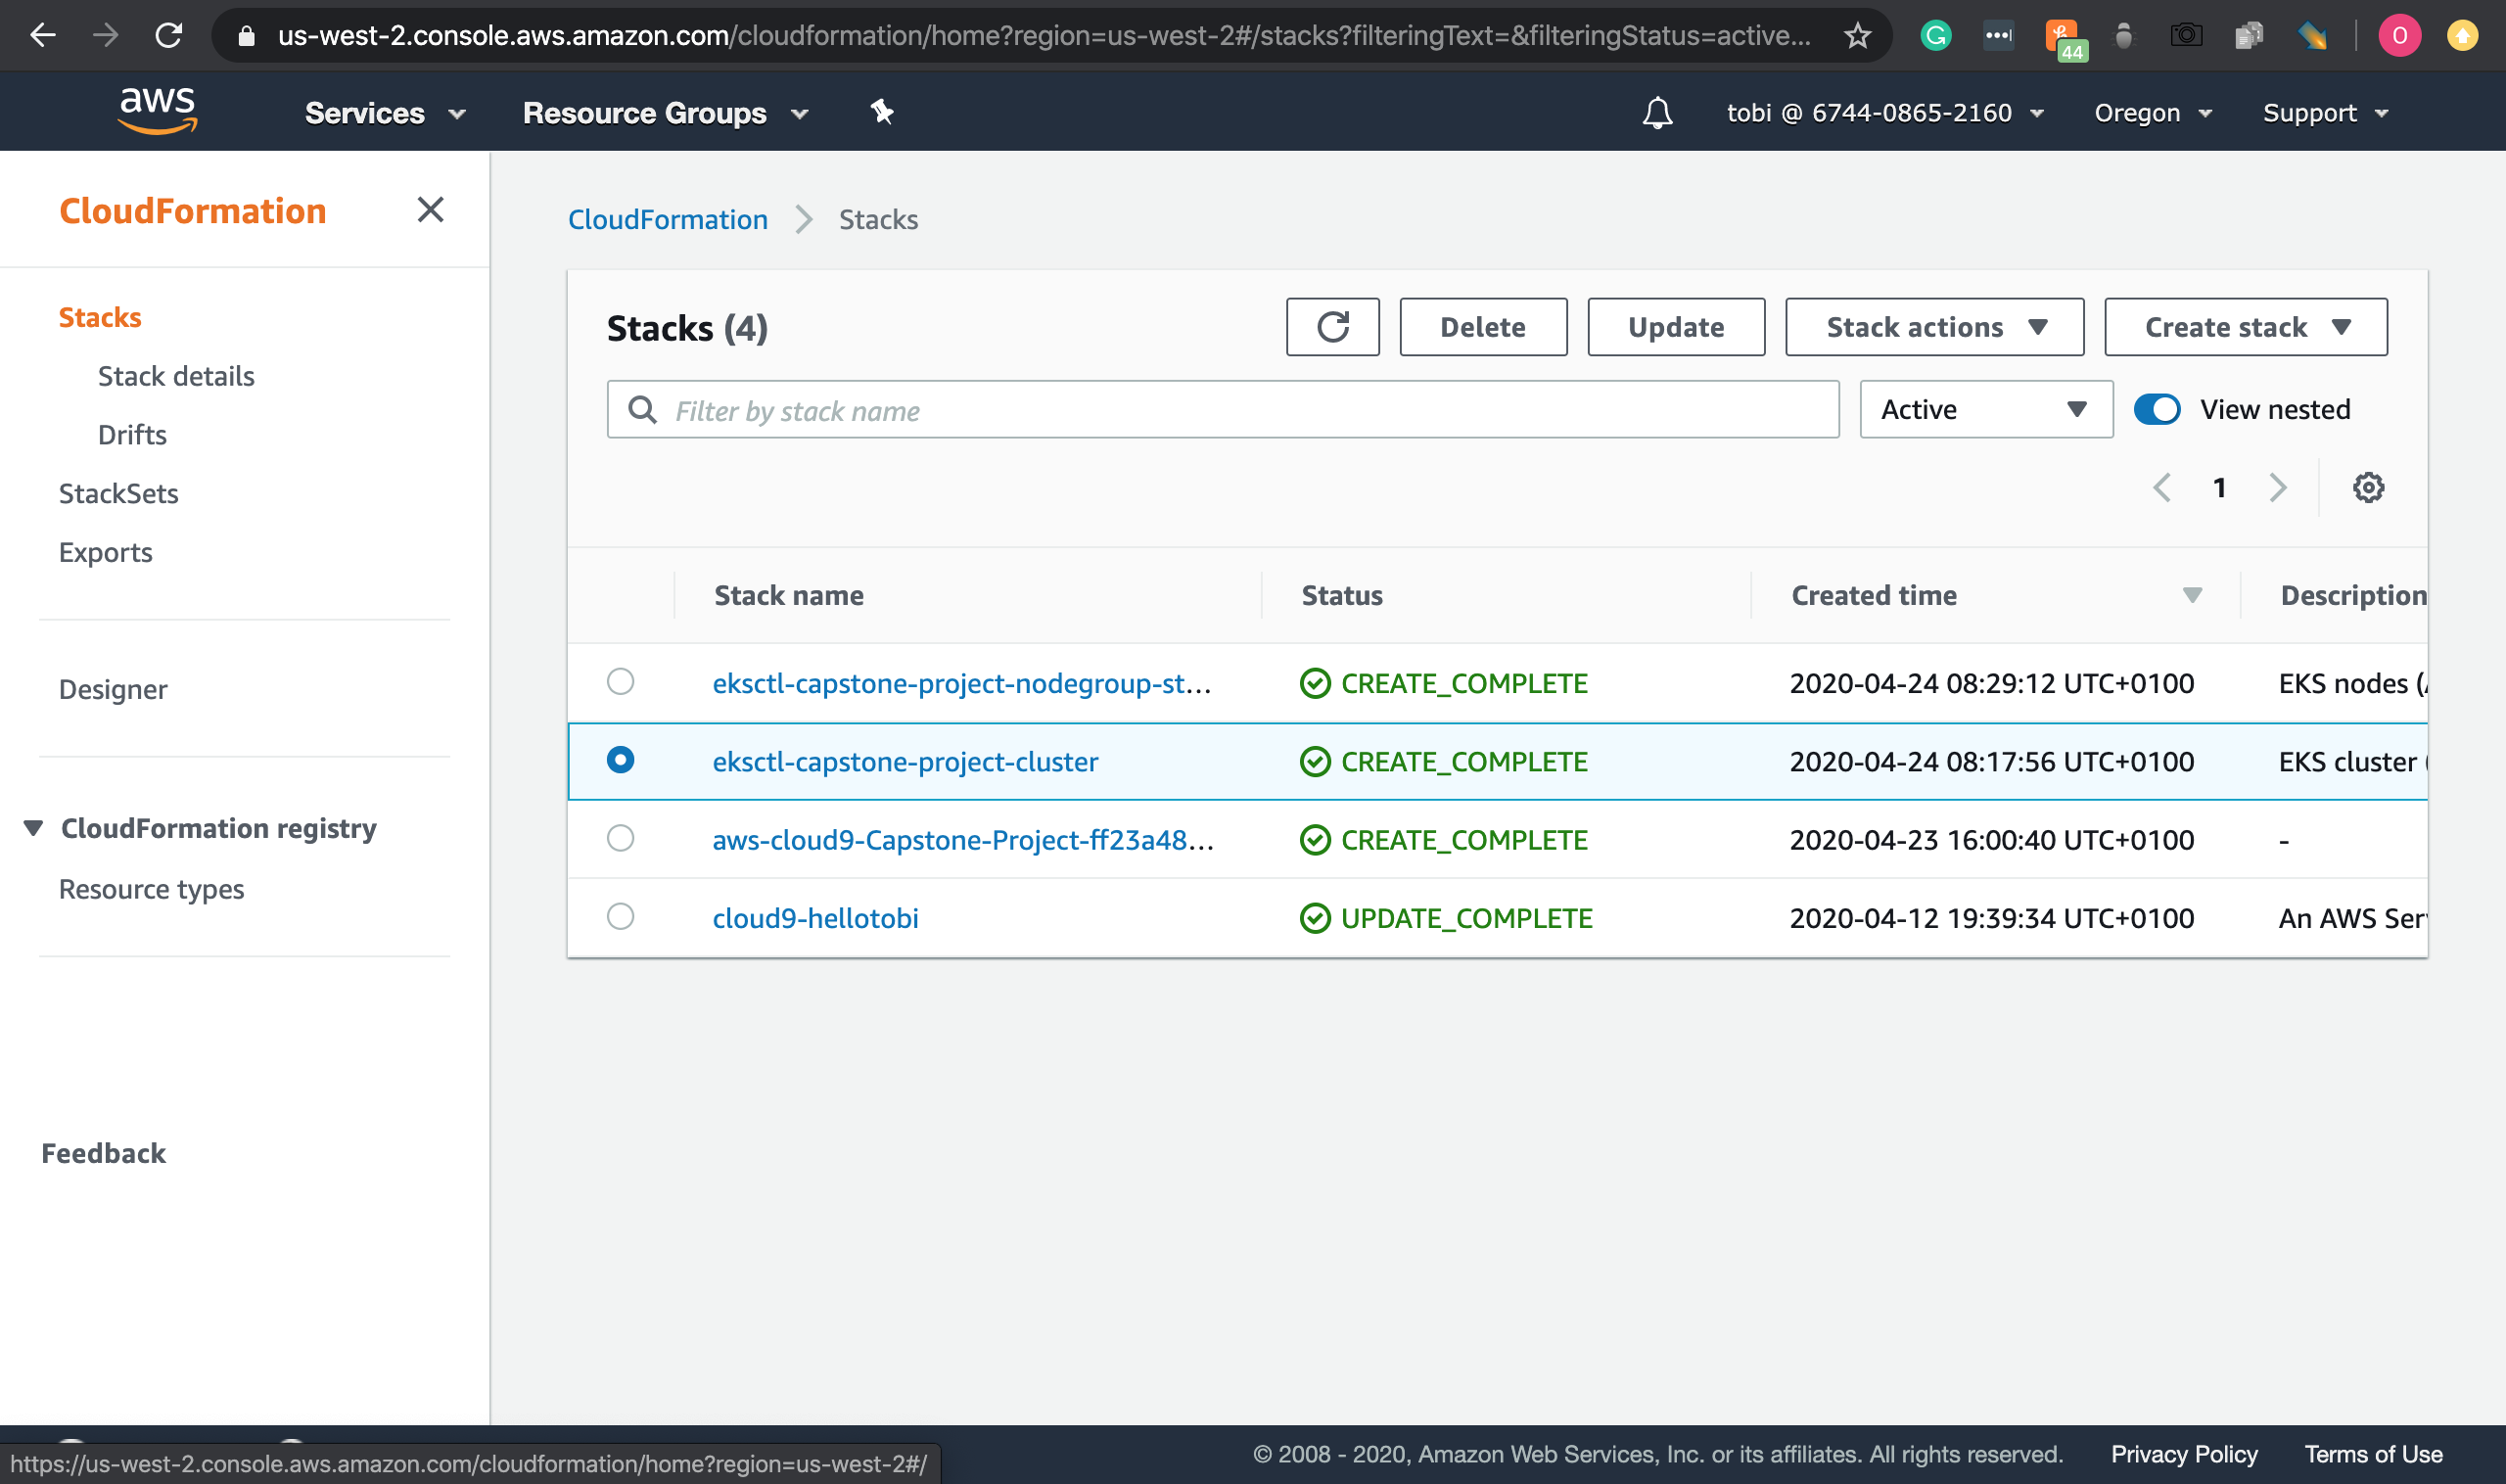 us-west-2.console.aws.amazon.com/cloudformation/home?region=us-west-2#/stacks?filteringText=&filteringStatus=active...
44
O
aws
Services
Resource Groups
tobi @ 6744-0865-2160
Oregon
Support
CloudFormation
Stacks
Stack details
Drifts
StackSets
Exports
Designer
CloudFormation registry
Resource types
Feedback
CloudFormation
Stacks
Stacks (4)
Delete
Update
Stack actions
Create stack
Filter by stack name
Active
View nested
1
Stack name Status Created time Description
eksctl-capstone-project-nodegroup-st... CREATE_COMPLETE 2020-04-24 08:29:12 UTC+0100 EKS nodes (
eksctl-capstone-project-cluster CREATE_COMPLETE 2020-04-24 08:17:56 UTC+0100 EKS cluster (
aws-cloud9-Capstone-Project-ff23a48... CREATE_COMPLETE 2020-04-23 16:00:40 UTC+0100 -
cloud9-hellotobi UPDATE_COMPLETE 2020-04-12 19:39:34 UTC+0100 An AWS Ser
https://us-west-2.console.aws.amazon.com/cloudformation/home?region=us-west-2#/
© 2008 - 2020, Amazon Web Services, Inc. or its affiliates. All rights reserved.
Privacy Policy
Terms of Use